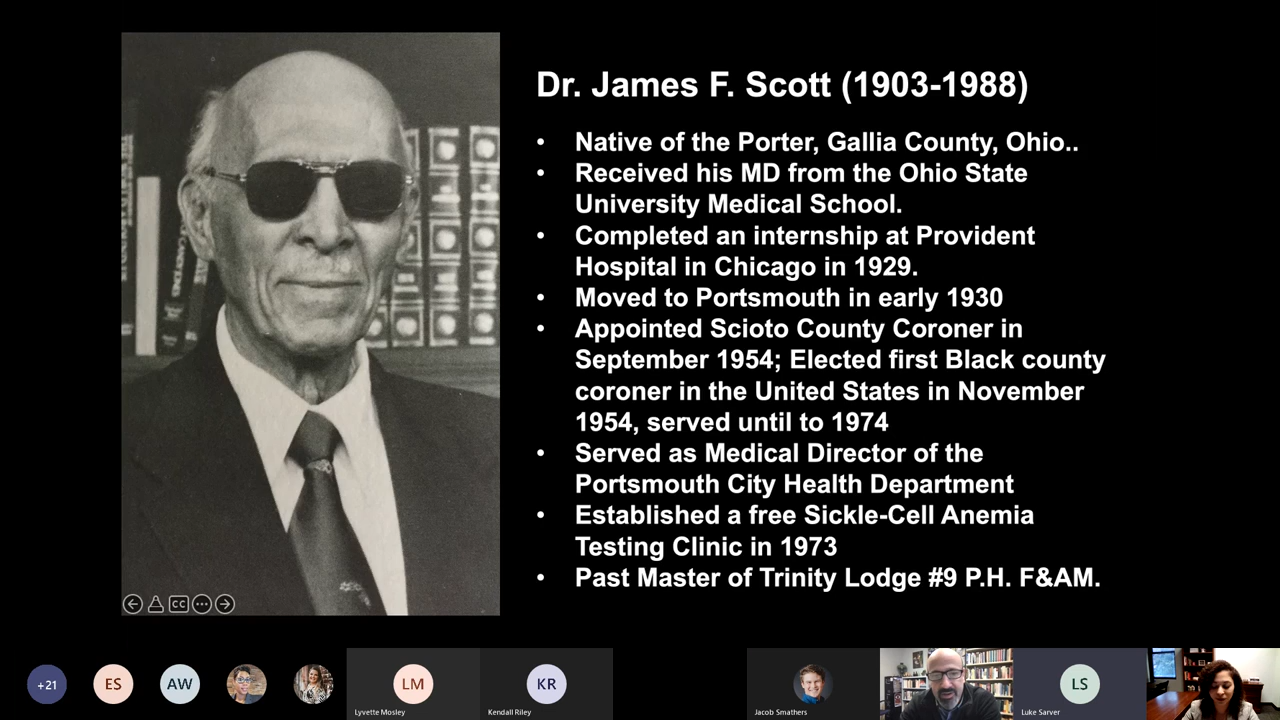 Dr. James F. Scott (1903-1988)
• Native of the Porter, Gallia County, Ohio..
• Received his MD from the Ohio State
University Medical School.
• Completed an internship at Provident
Hospital in Chicago in 1929.
• Moved to Portsmouth in early 1930
• Appointed Scioto County Coroner in
September 1954; Elected first Black county
coroner in the United States in November
1954, served until to 1974
• Served as Medical Director of the
Portsmouth City Health Department
• Established a free Sickle-Cell Anemia
Testing Clinic in 1973
• Past Master of Trinity Lodge #9 P.H. F&AM.
CC
+21
ES
AW
LM
Lyvette Mosley
KR
Kendall Riley
Jacob Smathers
LS
Luke Sarver